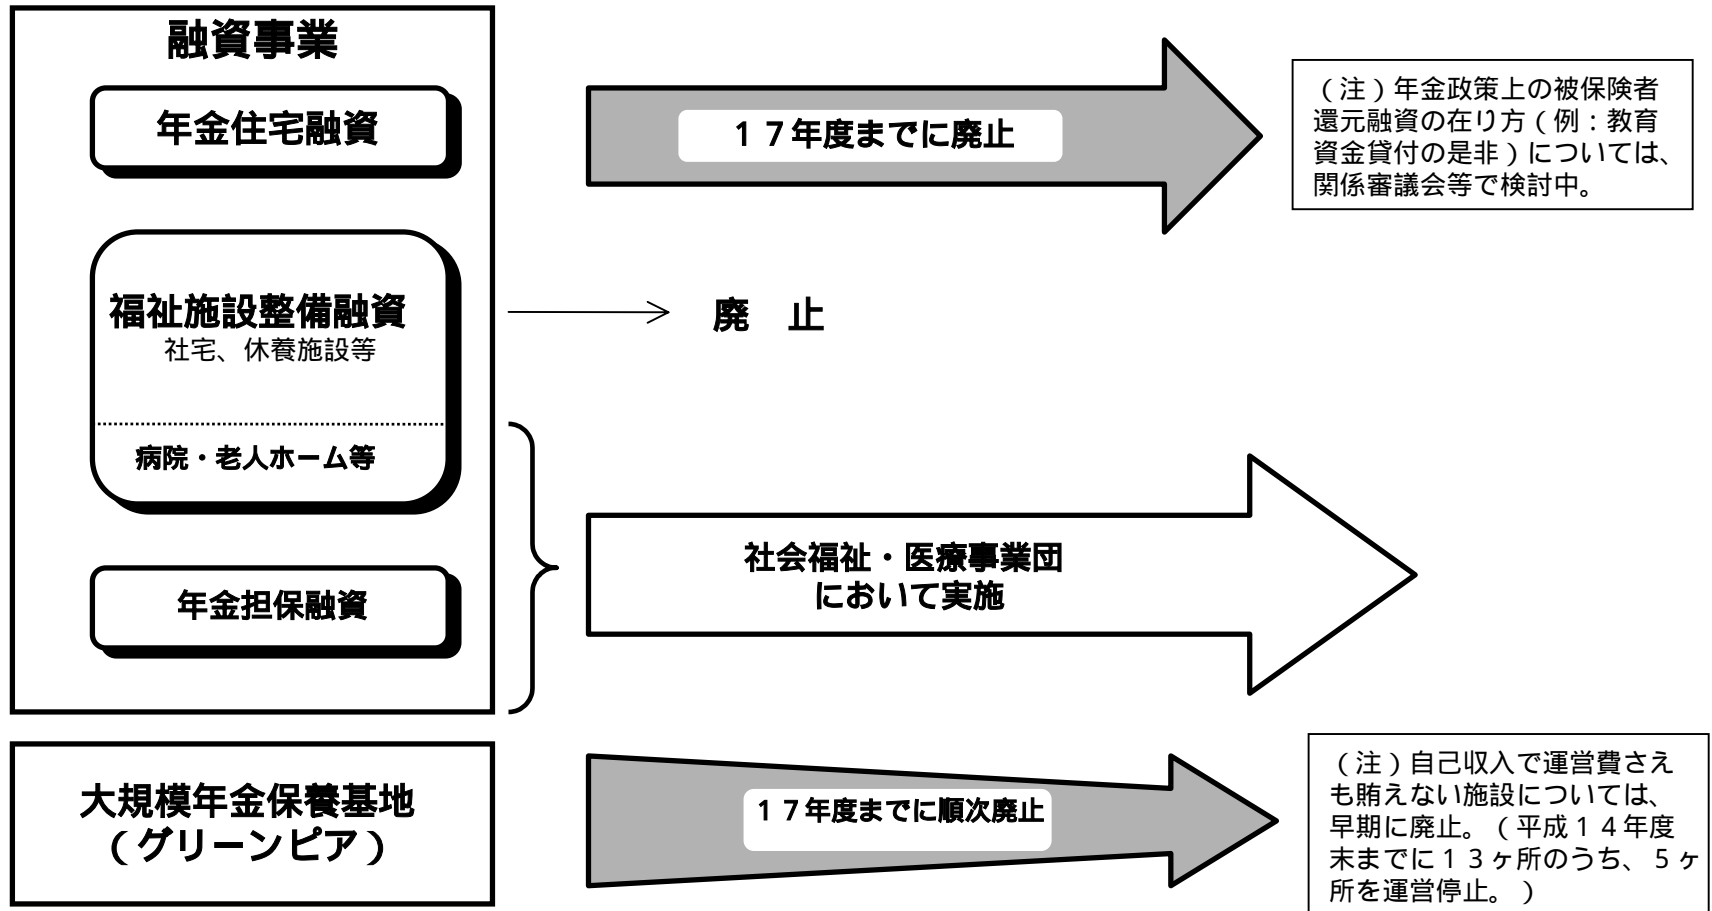 融資事業
年金住宅融資
１７年度までに廃止
（注）年金政策上の被保険者
還元融資の在り方（例：教育
資金貸付の是非）については、
関係審議会等で検討中。
福祉施設整備融資
社宅、休養施設等
廃　止
病院・老人ホーム等
年金担保融資
社会福祉・医療事業団
において実施
大規模年金保養基地
（グリーンピア）
１７年度までに順次廃止
（注）自己収入で運営費さえ
も賄えない施設については、
早期に廃止。（平成１４年度
末までに１３ヶ所のうち、５ヶ
所を運営停止。）